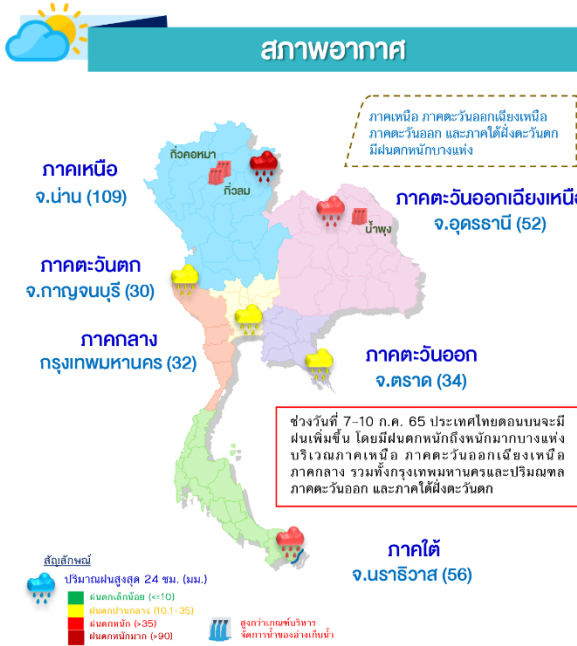 สภาพอากาศ
ภาคเหนือ ภาคตะวันออกเฉียงเหนือ
ภาคตะวันออก และภาคใต้ฝั่งตะวันตก
มีฝนตกหนักบางแห่ง
ภาคเหนือ
จ.น่าน (109)
กิ่วคอหมา
กิ่วลม
ภาคตะวันออกเฉียงเหนือ
จ.อุดรธานี (52)
น้ำพุง
ภาคตะวันตก
จ.กาญจนบุรี (30)
ภาคกลาง
กรุงเทพมหานคร (32)
ภาคตะวันออก
จ.ตราด (34)
ช่วงวันที่ 7-10 ก.ค. 65 ประเทศไทยตอนบนจะมี
ฝนเพิ่มขึ้น โดยมีฝนตกหนักถึงหนักมากบางแห่ง
บริเวณภาคเหนือ ภาคตะวันออกเฉียงเหนือ
ภาคกลาง รวมทั้งกรุงเทพมหานครและปริมณฑล
ภาคตะวันออก และภาคใต้ฝั่งตะวันตก
ภาคใต้
จ.นราธิวาส (56)
สัญลักษณ์
ปริมาณฝนสูงสุด 24 ชม. (มม.)
ฝนตกเล็กน้อย (<=10)
ฝนตกปานกลาง (10.1-35)
ฝนตกหนัก (>35)
ฝนตกหนักมาก (>90)
สูงกว่าเกณฑ์บริหาร
จัดการน้ำของอ่างเก็บน้ำ